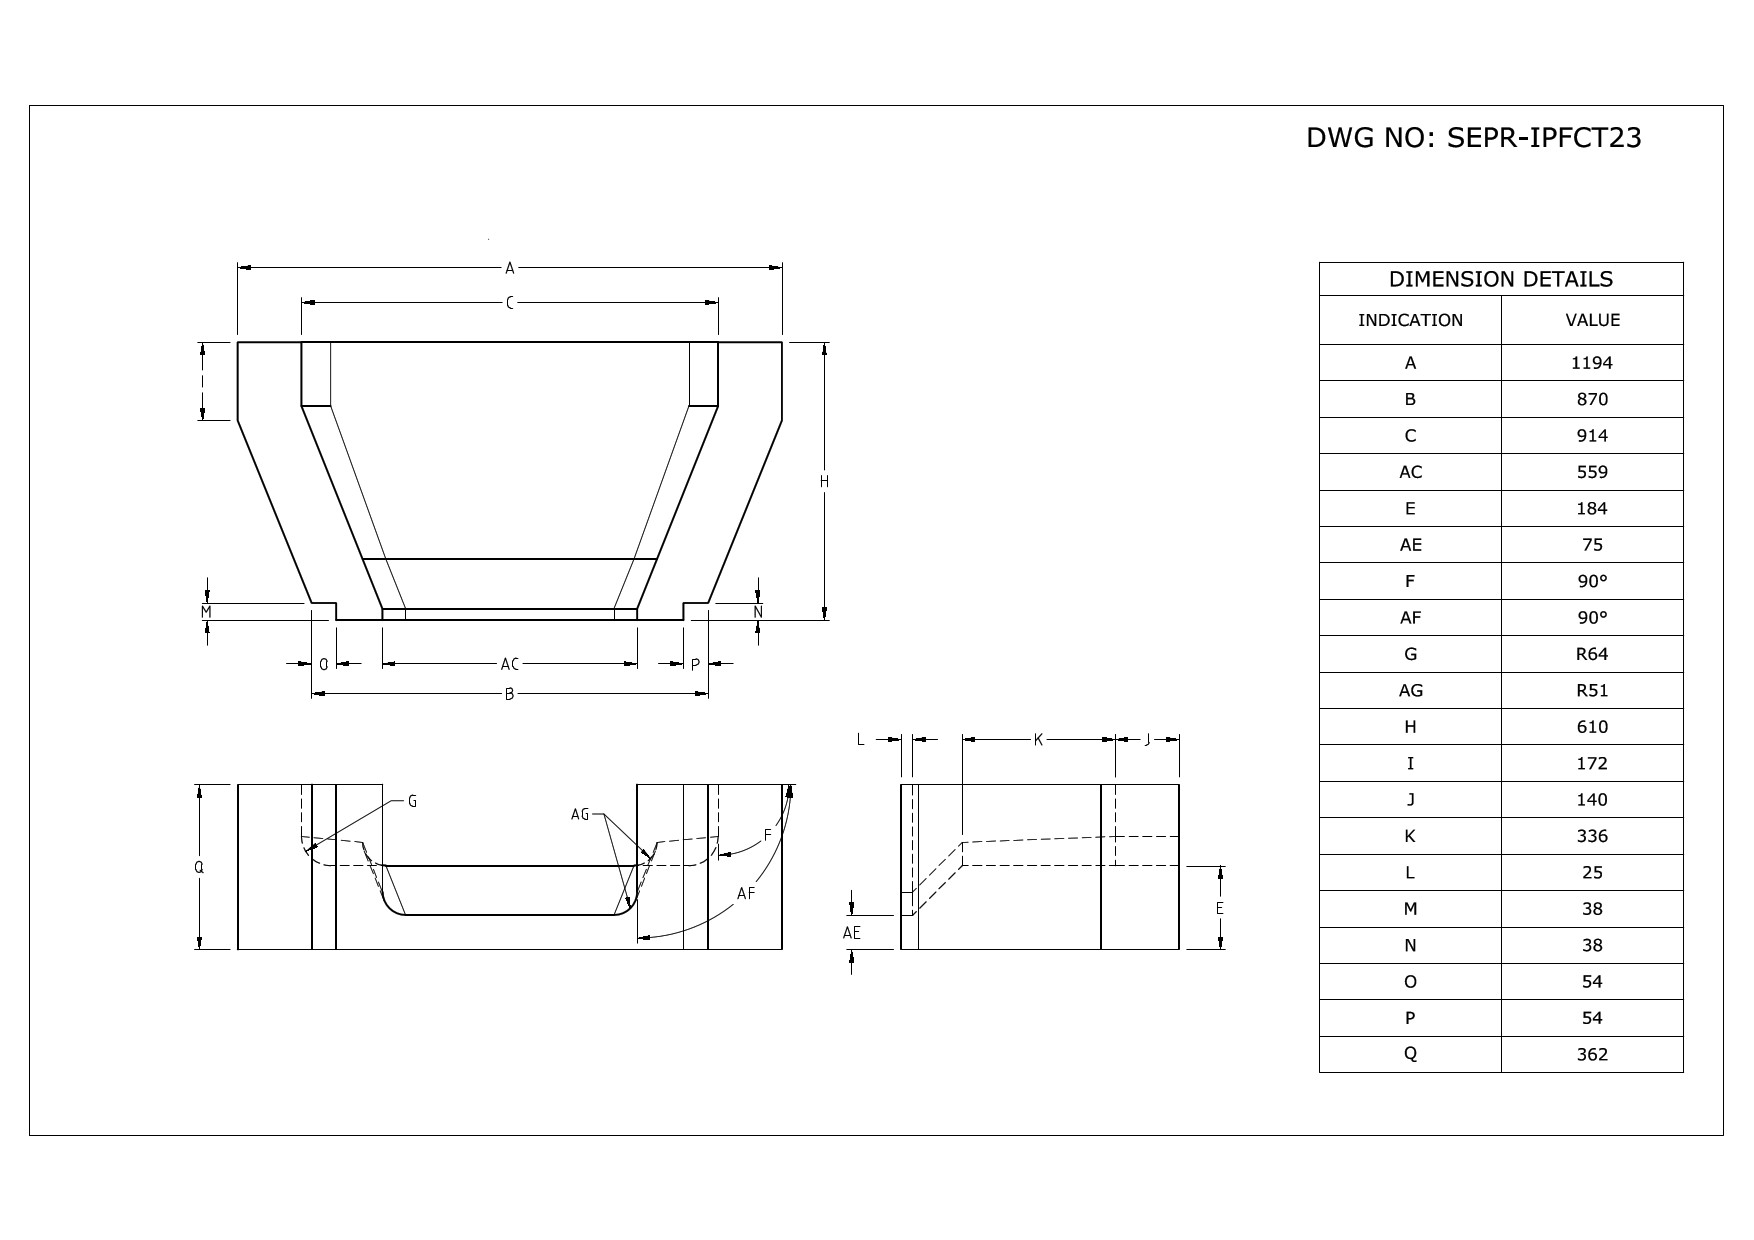 DWG NO: SEPR-IPFCT23
A
C
H
M
N
O
AC
P
B
L
K
J
G
AG
F
Q
AF
E
AE
DIMENSION DETAILS
INDICATION VALUE
A 1194
B 870
C 914
AC 559
E 184
AE 75
F 90°
AF 90°
G R64
AG R51
H 610
I 172
J 140
K 336
L 25
M 38
N 38
O 54
P 54
Q 362